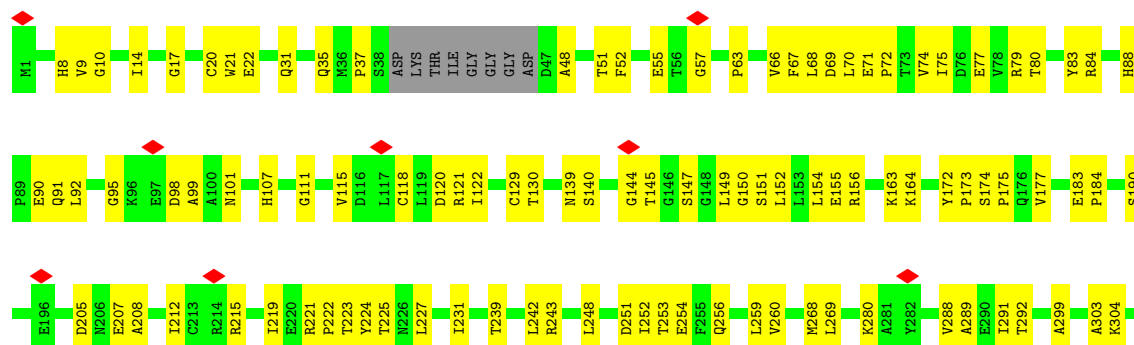 M1 H8 V9 G10 I14 G17 C20 W21 E22 Q31 Q35 M36 P37 S38 ASP LYS THR ILE GLY GLY GLY ASP D47 A48 T51 F52 E55 T56 G57 P63 V66 F67 L68 D69 L70 E71 P72 T73 V74 I75 D76 E77 V78 R79 T80 Y83 R84 H88
P89 E90 Q91 L92 G95 K96 E97 D98 A99 A100 N101 H107 G111 V115 D116 L117 C118 L119 D120 R121 I122 C129 T130 N139 S140 G144 T145 G146 S147 G148 L149 G150 S151 L152 L153 L154 E155 R156 K163 K164 Y172 P173 S174 P175 Q176 V177 E183 P184 S190
E196 D205 N206 E207 A208 I212 C213 R214 R215 I219 E220 R221 P222 T223 Y224 T225 N226 L227 I231 T239 L242 R243 L248 D251 I252 T253 E254 F255 Q256 L259 V260 M268 L269 K280 A281 Y282 V288 A289 E290 I291 T292 A299 A303 K304